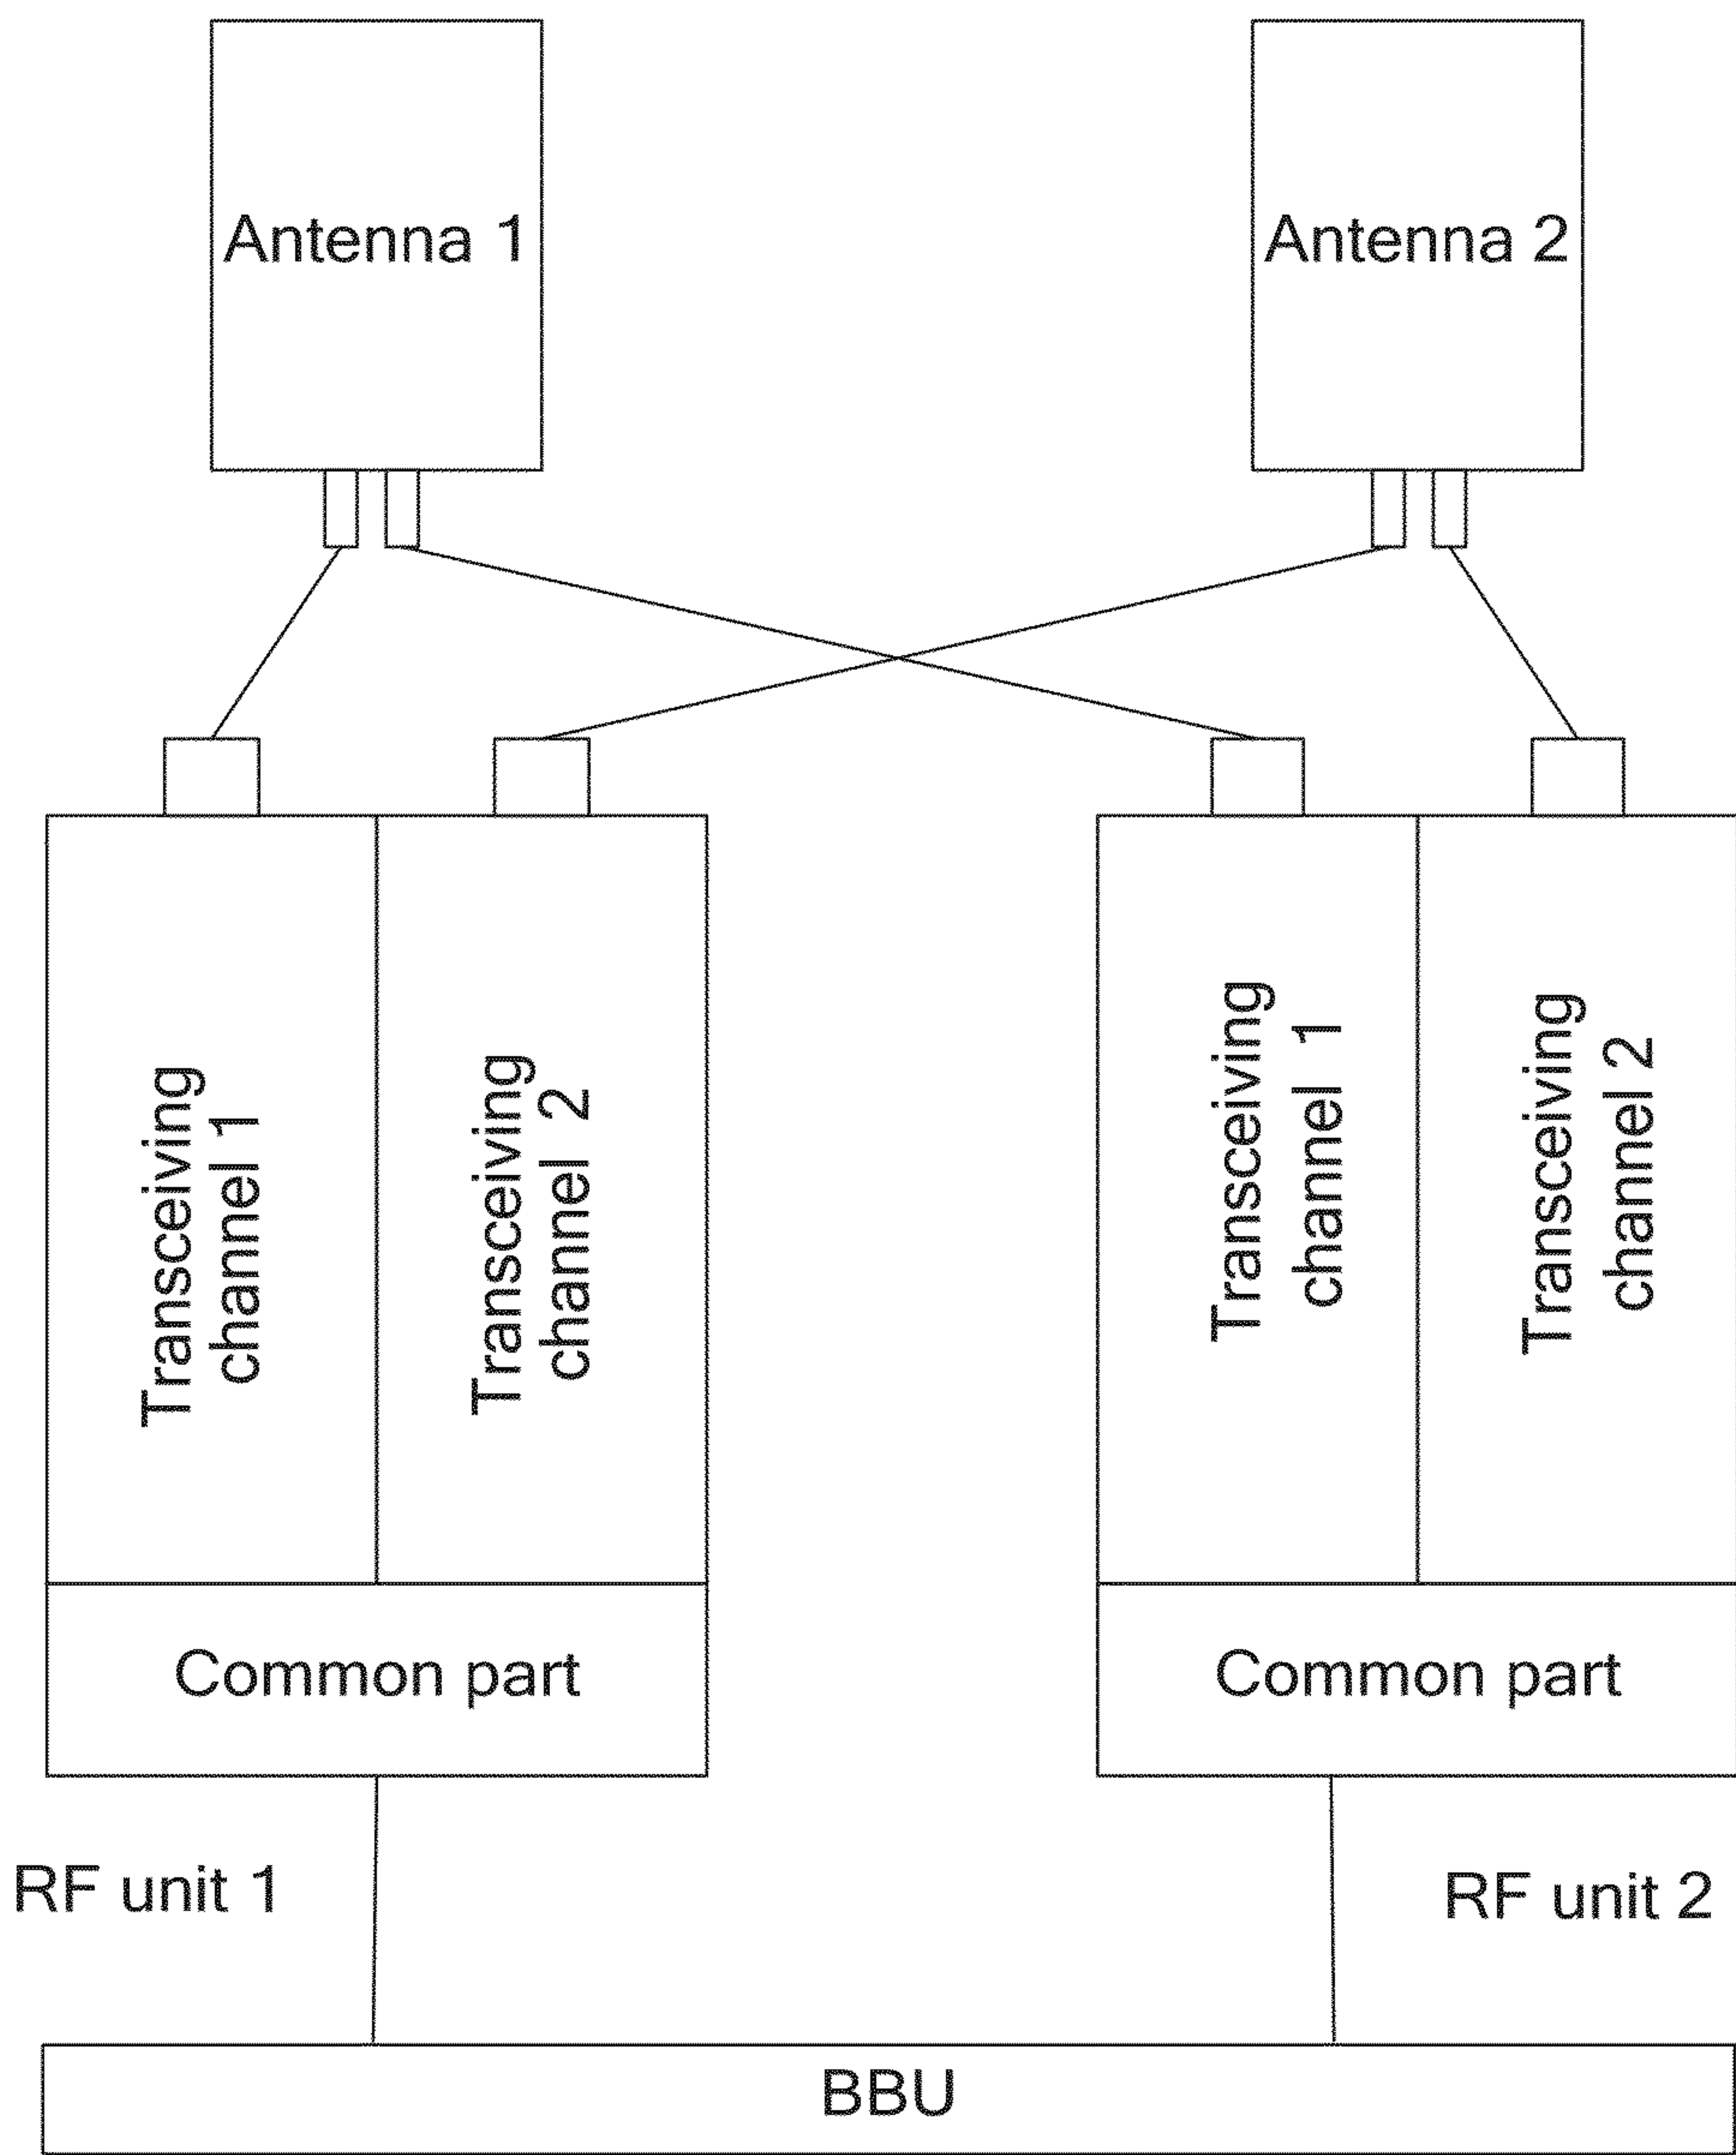 Antenna 1
Antenna 2
Transceiving
channel 1
Transceiving
channel 2
Transceiving
channel 1
Transceiving
channel 2
Common part
Common part
RF unit 1
RF unit 2
BBU